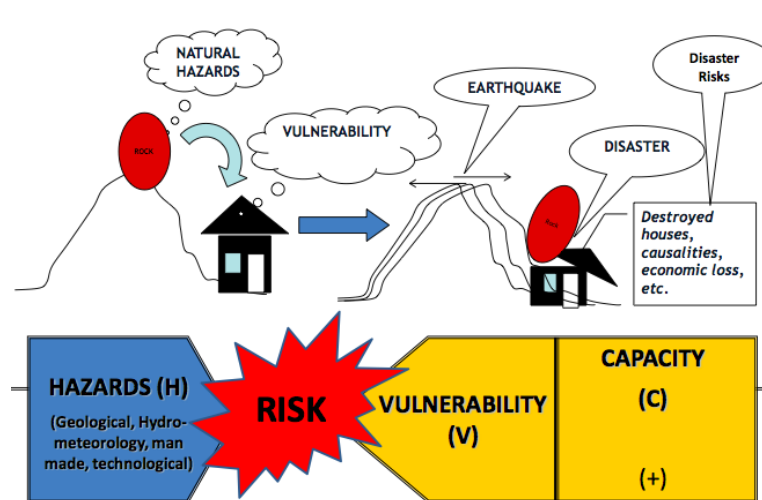 NATURAL
HAZARDS
ROCK
VULNERABILITY
EARTHQUAKE
DISASTER
Disaster
Risks
Rock
Destroyed
houses,
causalities,
economic loss,
etc.
HAZARDS (H)
(Geological, Hydro-
meteorology, man
made, technological)
RISK
VULNERABILITY
(V)
CAPACITY
(C)
(+)